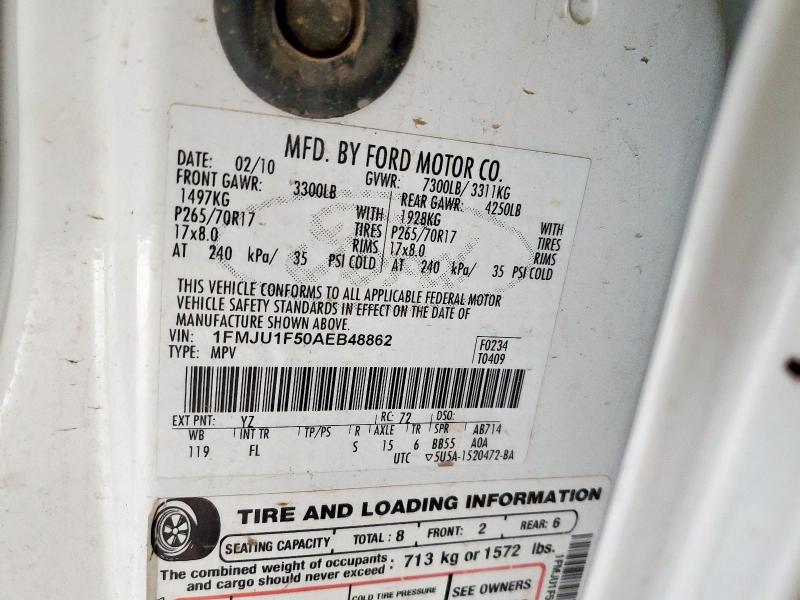 MFD. BY FORD MOTOR CO.
DATE: 02/10 GVWR: 7300LB/ 3311KG
FRONT GAWR: 3300LB REAR GAWR: 4250LB
1497KG WITH 1928KG WITH
P265/70R17 TIRES P265/70R17 TIRES
17x8.0 RIMS 17x8.0 RIMS
AT 240 kPa/ 35 PSI COLD AT 240 kPa/ 35 PSI COLD
THIS VEHICLE CONFORMS TO ALL APPLICABLE FEDERAL MOTOR
VEHICLE SAFETY STANDARDS IN EFFECT ON THE DATE OF
MANUFACTURE SHOWN ABOVE.
VIN: 1FMJU1F50AEB48862 F0234
TYPE: MPV T0409
EXT PNT: YZ RC: 72 DSO:
WB INT TR TP/PS R AXLE TR SPR AB714
119 FL S 15 6 BB55 A0A
UTC ▽5U5A-1520472-BA
TIRE AND LOADING INFORMATION
SEATING CAPACITY TOTAL : 8 FRONT: 2 REAR: 6
The combined weight of occupants : 713 kg or 1572 lbs.
and cargo should never exceed
COLD TIRE PRESSURE SEE OWNERS